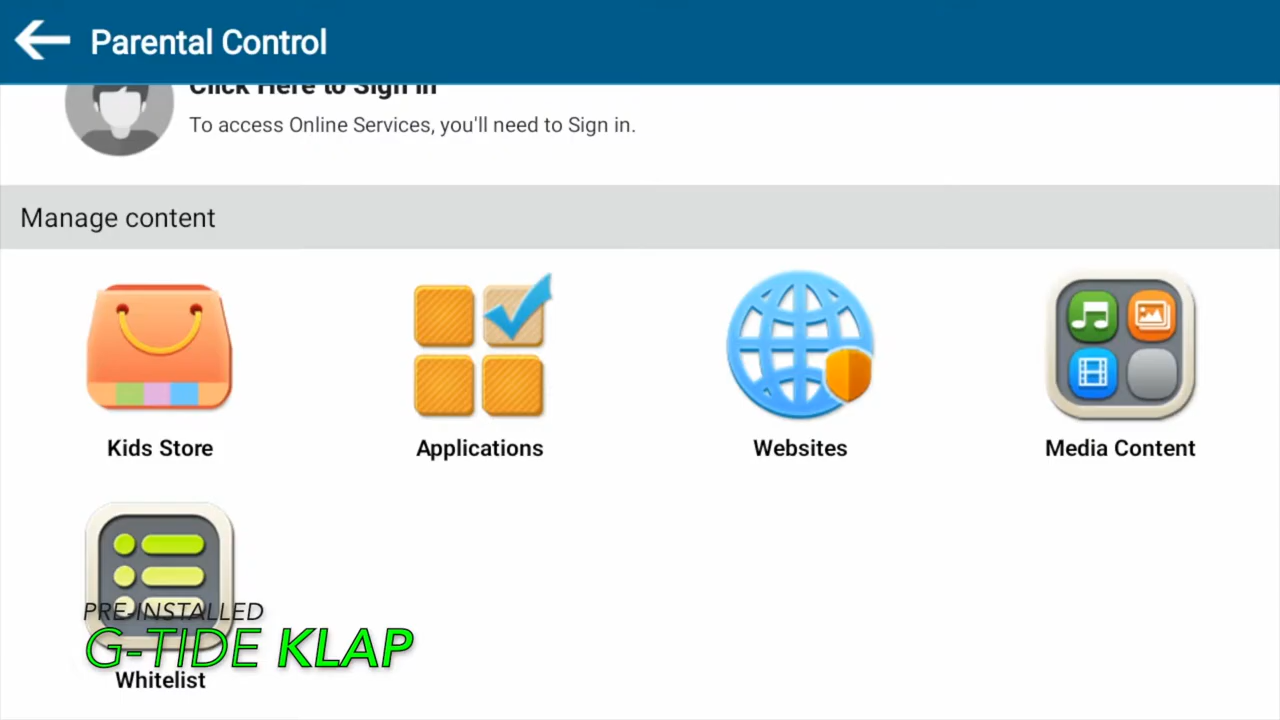 Parental Control
Click Here to Sign in
To access Online Services, you'll need to Sign in.
Manage content
Kids Store
Applications
Websites
Media Content
PRE-INSTALLED
G-TIDE KLAP
Whitelist